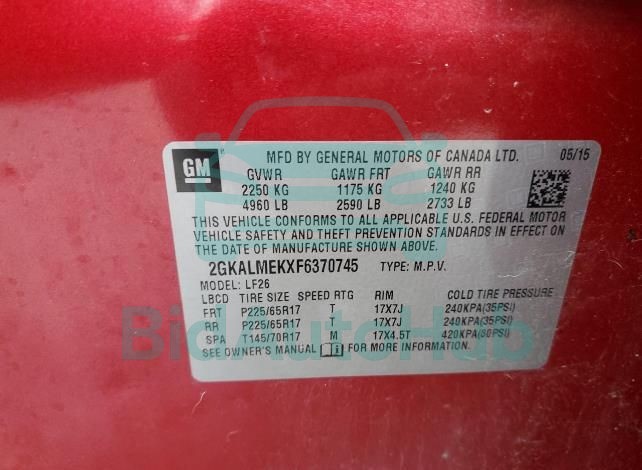 GM
MFD BY GENERAL MOTORS OF CANADA LTD. 05/15
GVWR GAWR FRT GAWR RR
2250 KG 1175 KG 1240 KG
4960 LB 2590 LB 2733 LB
THIS VEHICLE CONFORMS TO ALL APPLICABLE U.S. FEDERAL MOTOR
VEHICLE SAFETY AND THEFT PREVENTION STANDARDS IN EFFECT ON
THE DATE OF MANUFACTURE SHOWN ABOVE.
2GKALMEKXF6370745 TYPE: M.P.V.
MODEL: LF26
LBCD TIRE SIZE SPEED RTG RIM COLD TIRE PRESSURE
FRT P225/65R17 T 17X7J 240KPA(35PSI)
RR P225/65R17 T 17X7J 240KPA(35PSI)
SPA T145/70R17 M 17X4.5T 420KPA(60PSI)
SEE OWNER'S MANUAL FOR MORE INFORMATION.
BidAutoHub